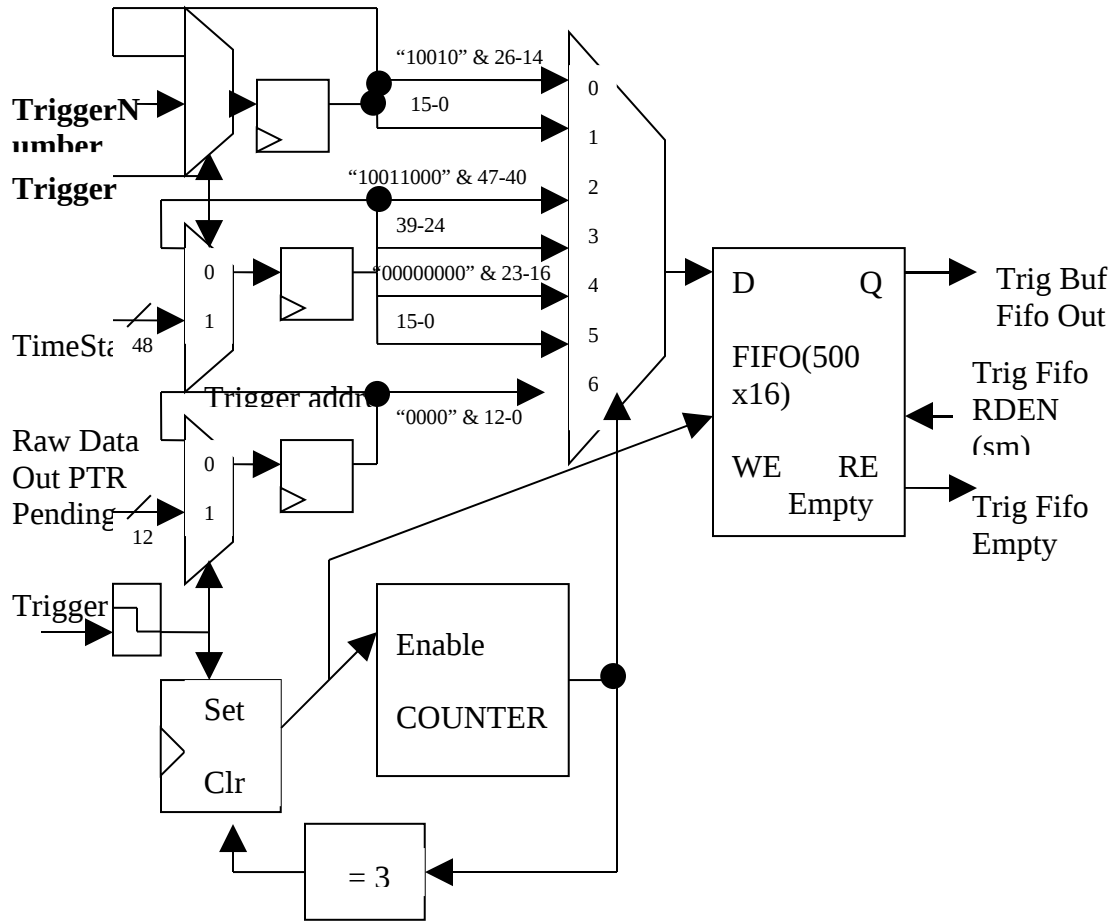 “10010” & 26-14
0
TriggerN
umber
15-0
1
Trigger
“10011000” & 47-40
2
39-24
3
0
“00000000” & 23-16
4
D
Q
Trig Buf
Fifo Out
1
15-0
5
TimeSta
48
FIFO(500
x16)
Trig Fifo
RDEN
(sm)
6
Trigger addr
“0000” & 12-0
Raw Data
Out PTR
Pending
0
1
12
WE
RE
Empty
Trig Fifo
Empty
Trigger
Enable
COUNTER
Set
Clr
= 3